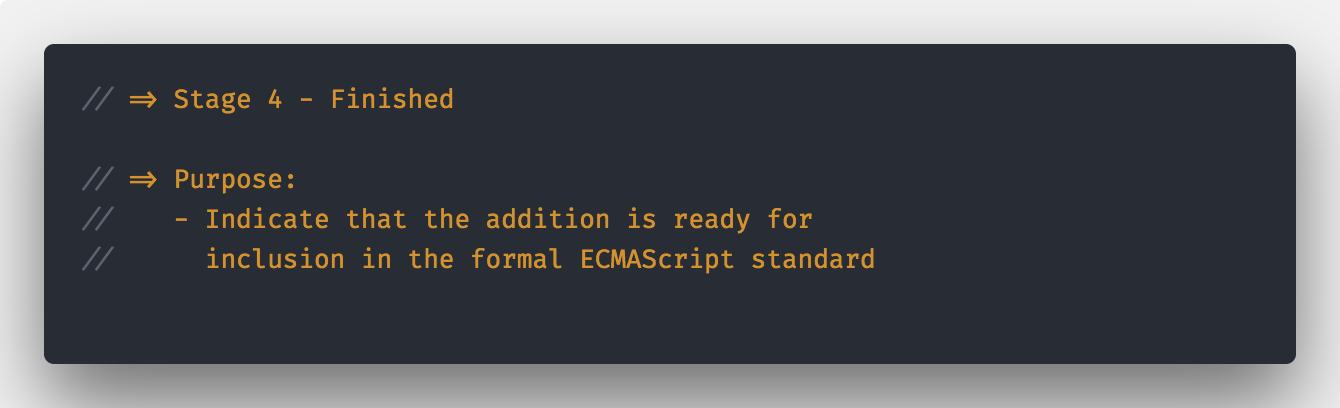 // => Stage 4 - Finished
// => Purpose:
//    - Indicate that the addition is ready for
//      inclusion in the formal ECMAScript standard